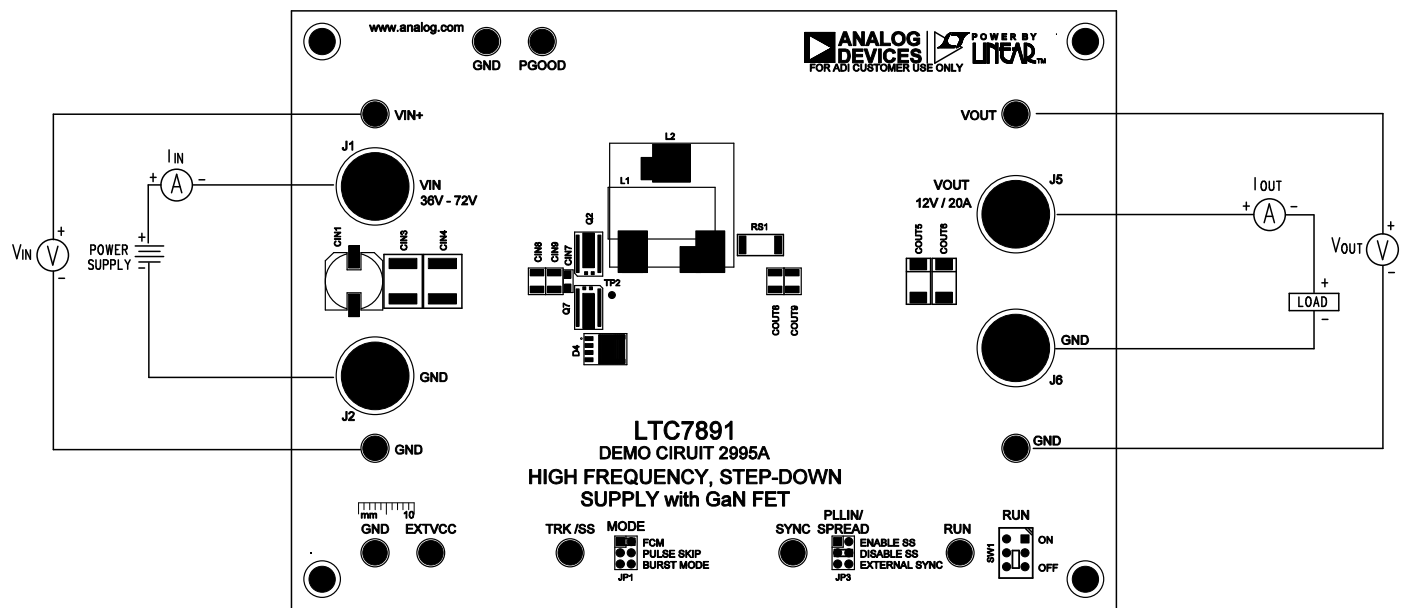 www.analog.com
GND
PGOOD
ANALOG
DEVICES
POWER BY
LINEAR™
FOR ADI CUSTOMER USE ONLY
VIN+
VOUT
L2
J1
IIN
+ A -
VIN
36V - 72V
L1
VOUT
12V / 20A
J5
IOUT
+ A -
+
VIN V
-
+
POWER
SUPPLY
-
CIN1
CIN3
CIN4
CIN8
CIN9
CIN7
Q2
TP2
Q7
D4
RS1
COUT8
COUT9
COUT5
COUT6
+
VOUT V
-
+
LOAD
-
GND
J2
GND
J6
GND
GND
LTC7891
DEMO CIRUIT 2995A
HIGH FREQUENCY, STEP-DOWN
SUPPLY with GaN FET
mm 10
GND
EXTVCC
TRK /SS
MODE
FCM
PULSE SKIP
BURST MODE
JP1
SYNC
PLLIN/
SPREAD
ENABLE SS
DISABLE SS
EXTERNAL SYNC
JP3
RUN
RUN
SW1
ON
OFF